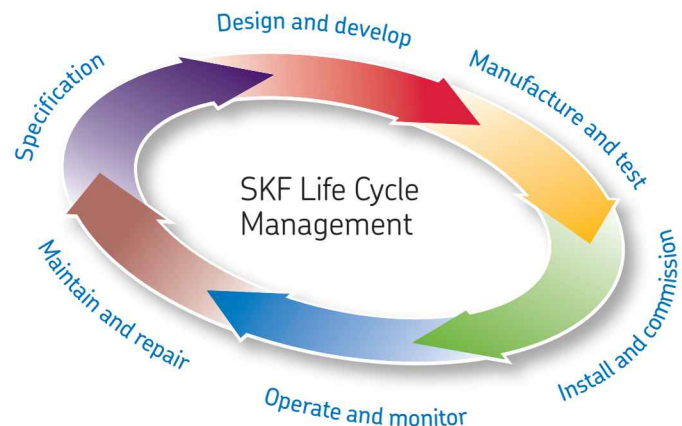 Design and develop
Manufacture and test
Install and commission
Operate and monitor
Maintain and repair
Specification
SKF Life Cycle
Management